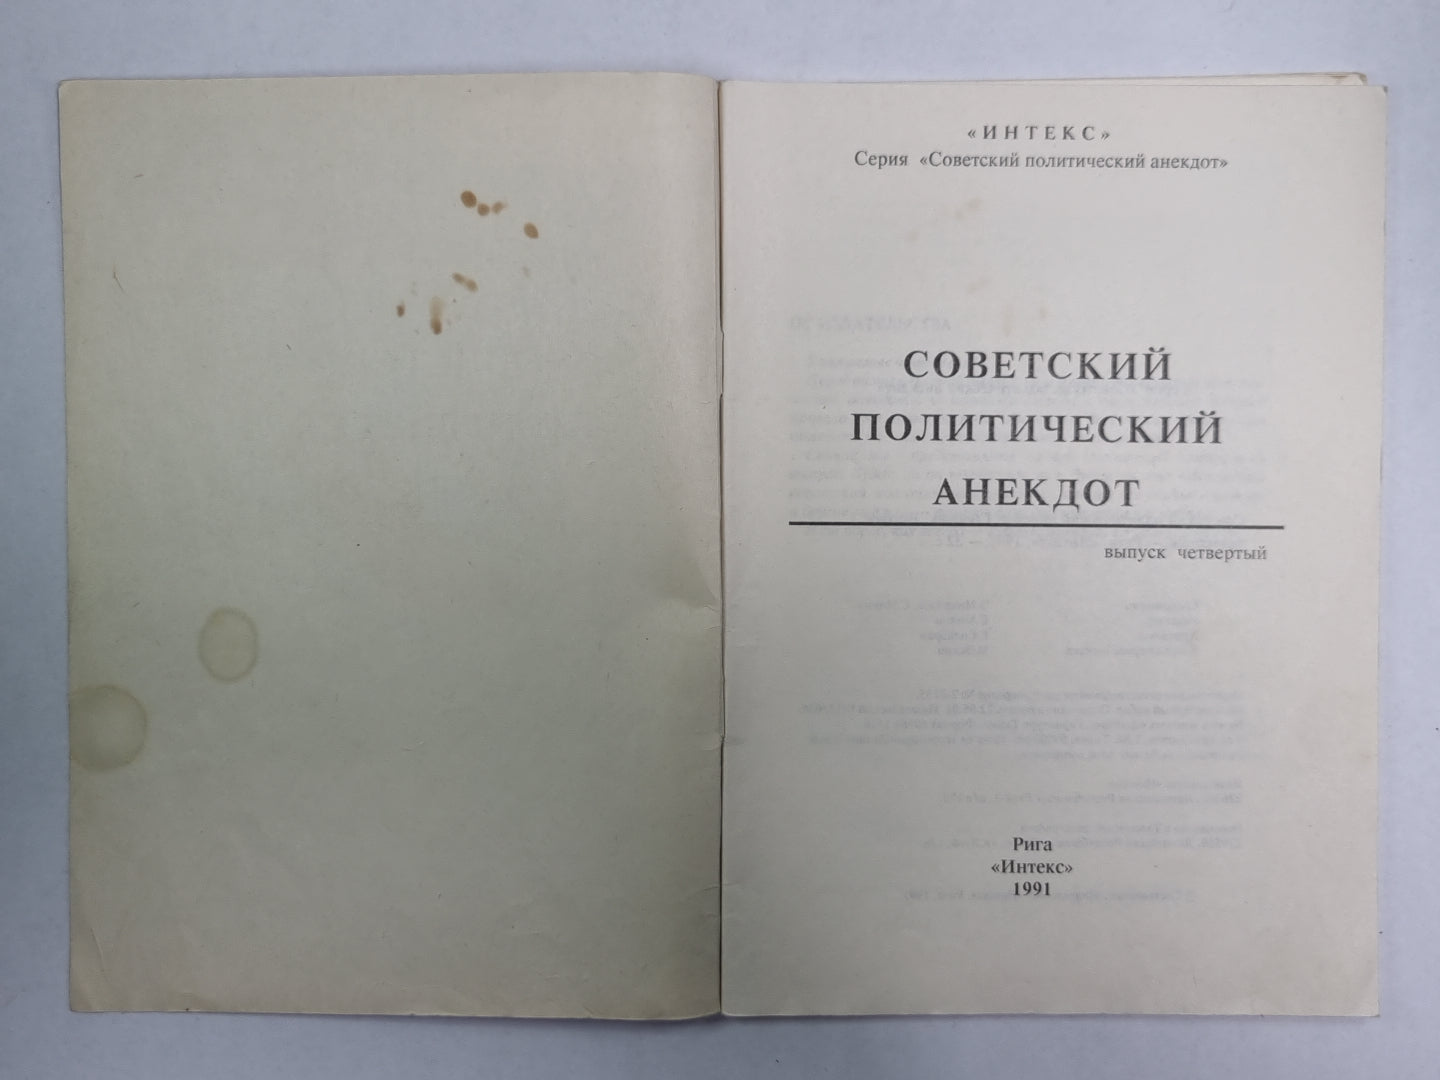 «ИНТЕКС»
Серия «Советский политический анекдот»
СОВЕТСКИЙ
ПОЛИТИЧЕСКИЙ
АНЕКДОТ
выпуск четвертый
Рига
«Интекс»
1991